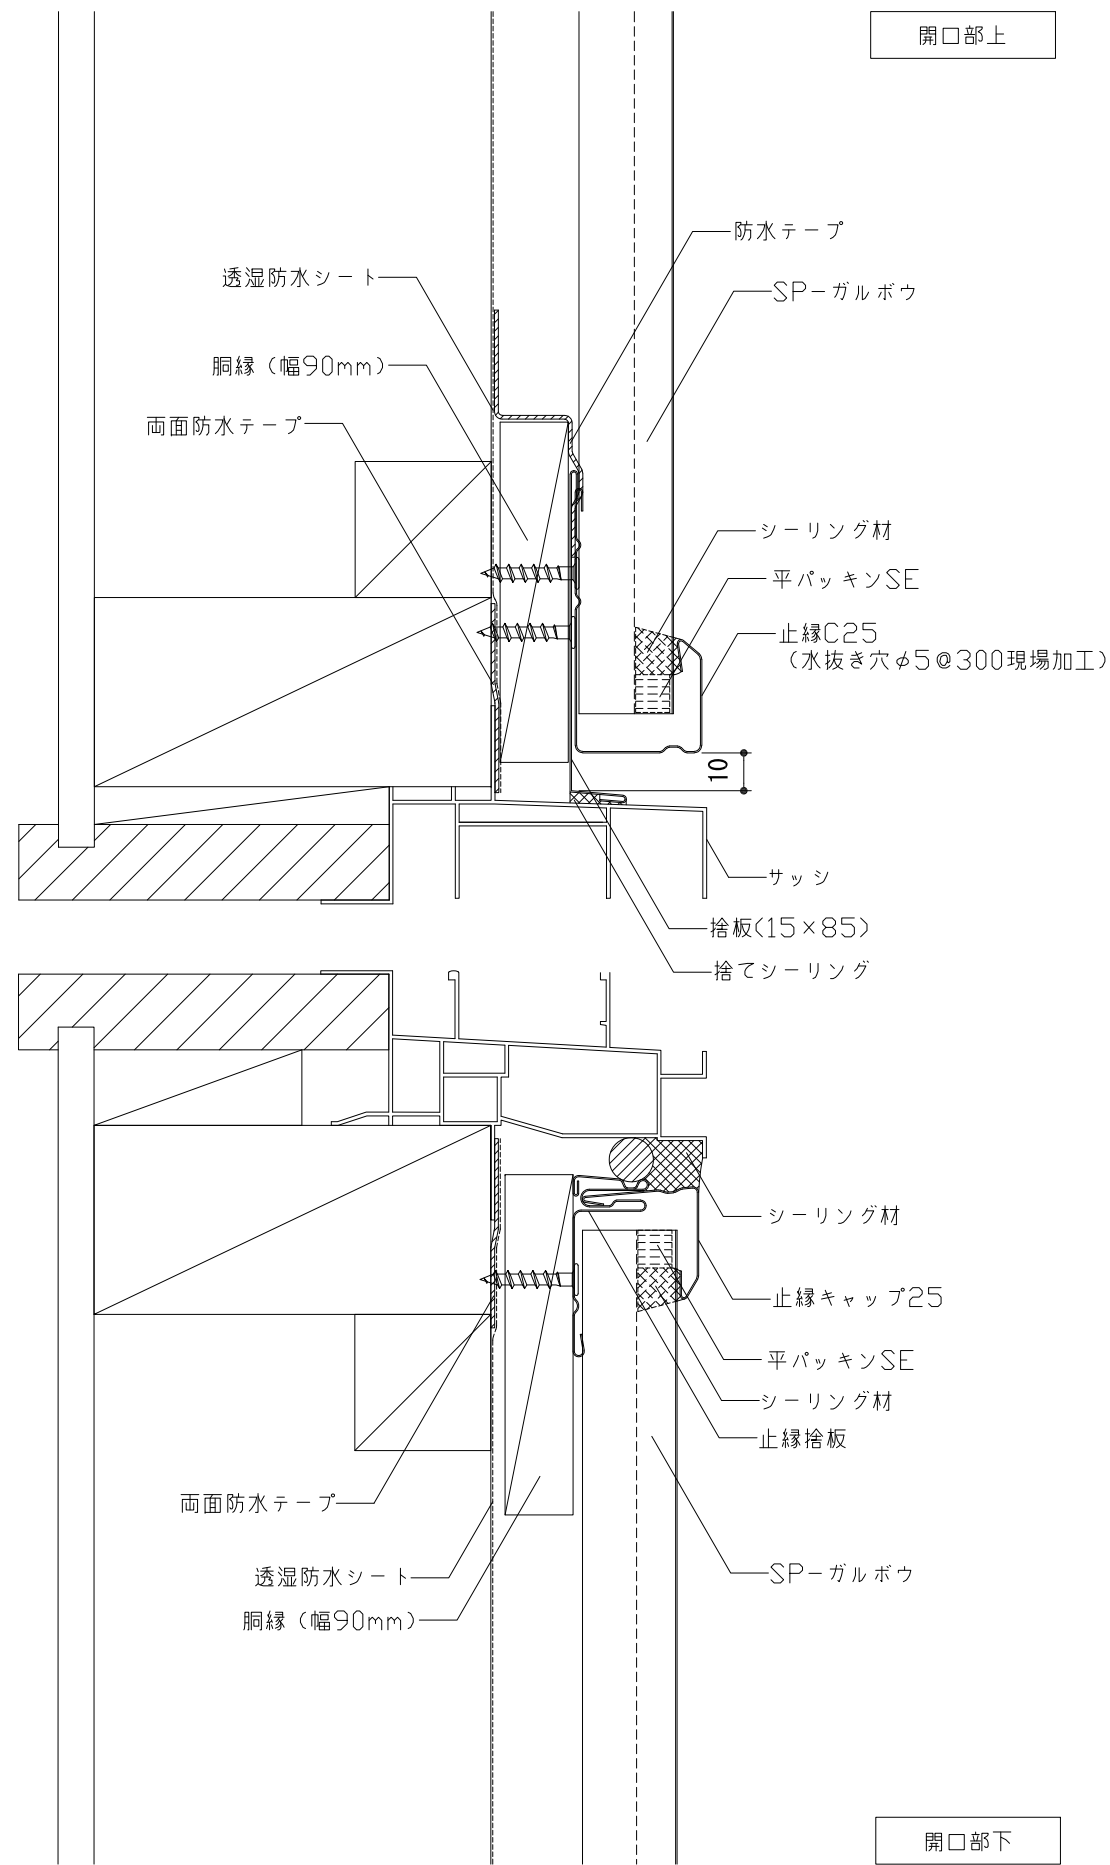 開口部上
防水テープ
透湿防水シート
SP-ガルボウ
胴縁（幅90mm）
両面防水テープ
シーリング材
平パッキンSE
止縁C25
（水抜き穴φ5@300現場加工）
10
サッシ
捨板(15×85)
捨てシーリング
シーリング材
止縁キャップ25
平パッキンSE
シーリング材
止縁捨板
両面防水テープ
透湿防水シート
SP-ガルボウ
胴縁（幅90mm）
開口部下